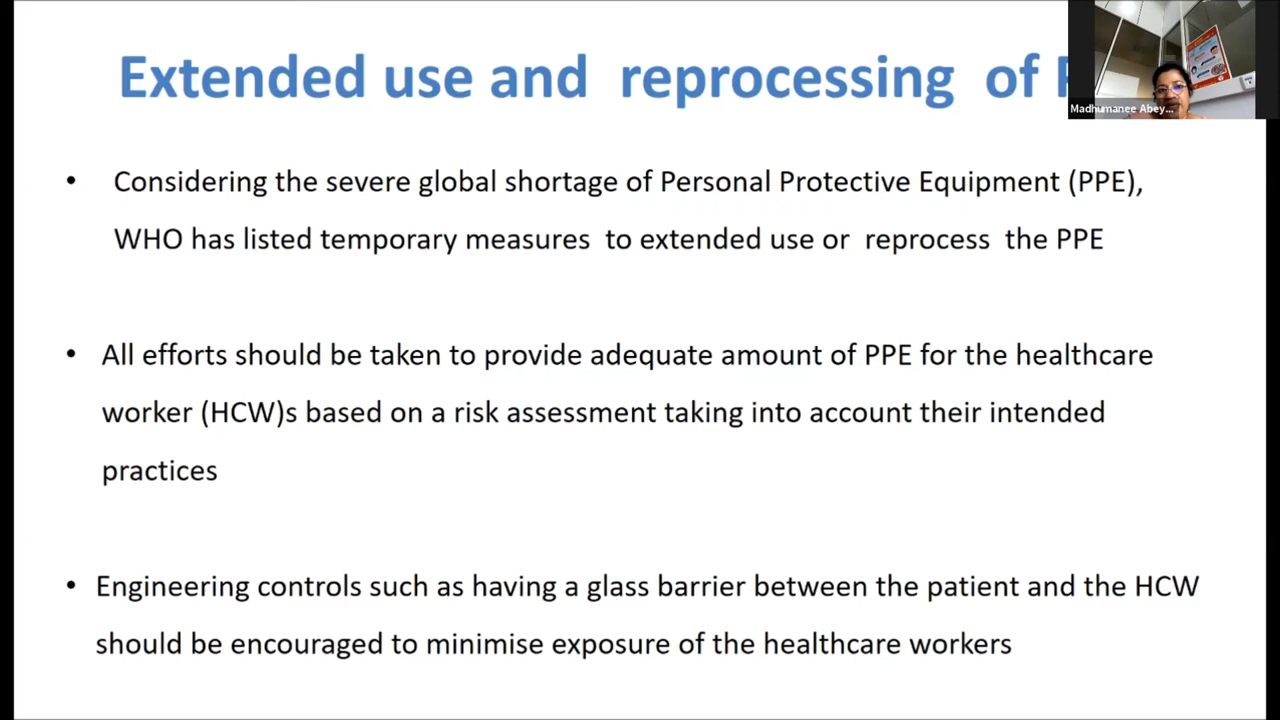 Extended use and reprocessing of
Madhumanee Abey...
• Considering the severe global shortage of Personal Protective Equipment (PPE),
WHO has listed temporary measures to extended use or reprocess the PPE
• All efforts should be taken to provide adequate amount of PPE for the healthcare
worker (HCW)s based on a risk assessment taking into account their intended
practices
• Engineering controls such as having a glass barrier between the patient and the HCW
should be encouraged to minimise exposure of the healthcare workers